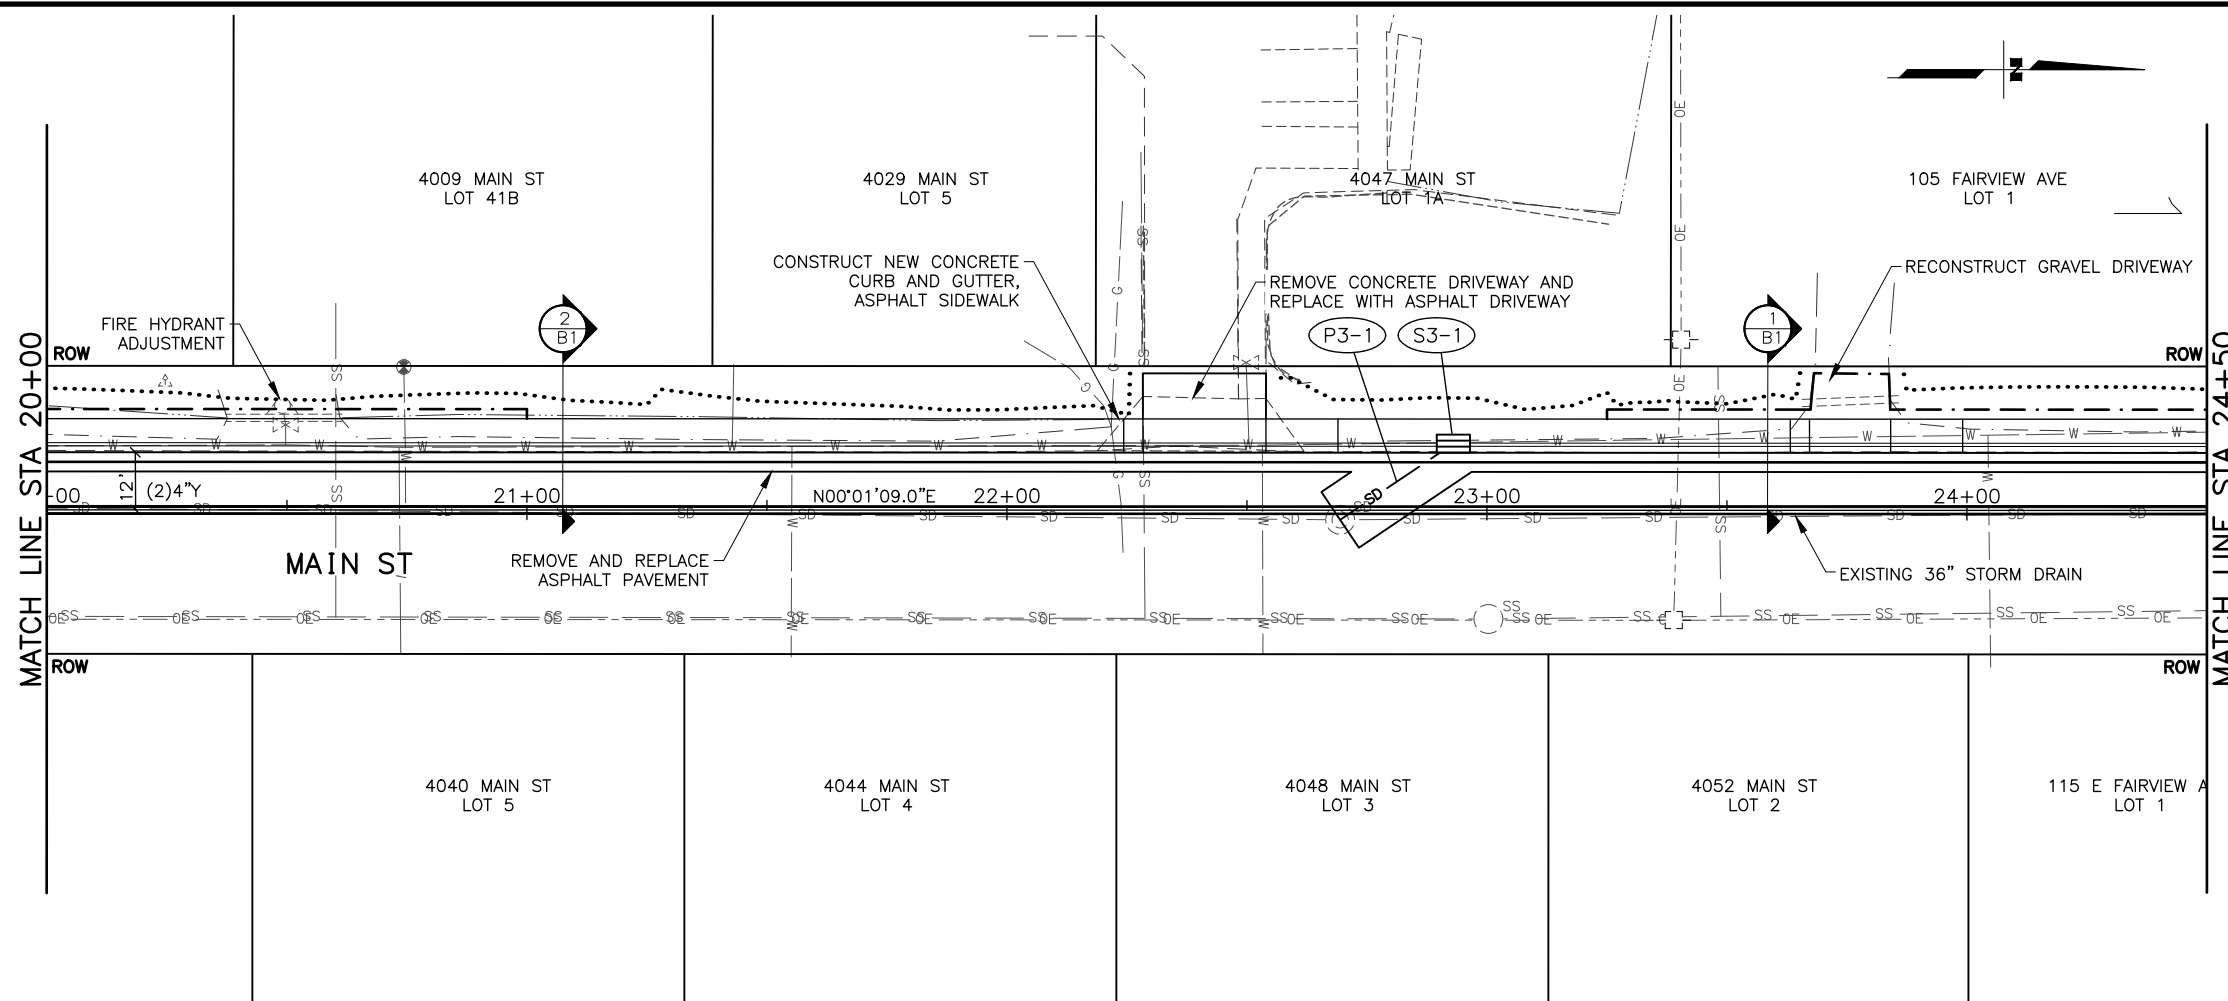 N
4009 MAIN ST
LOT 41B
4029 MAIN ST
LOT 5
4047 MAIN ST
LOT 1A
105 FAIRVIEW AVE
LOT 1
CONSTRUCT NEW CONCRETE
CURB AND GUTTER,
ASPHALT SIDEWALK
REMOVE CONCRETE DRIVEWAY AND
REPLACE WITH ASPHALT DRIVEWAY
RECONSTRUCT GRAVEL DRIVEWAY
FIRE HYDRANT
ADJUSTMENT
2
B1
P3-1
S3-1
1
B1
ROW
ROW
MATCH LINE STA 20+00
MATCH LINE STA 24+50
12'
(2)4"Y
-00
21+00
N00°01'09.0"E
22+00
23+00
24+00
SD
MAIN ST
REMOVE AND REPLACE
ASPHALT PAVEMENT
EXISTING 36" STORM DRAIN
ROW
ROW
4040 MAIN ST
LOT 5
4044 MAIN ST
LOT 4
4048 MAIN ST
LOT 3
4052 MAIN ST
LOT 2
115 E FAIRVIEW A
LOT 1